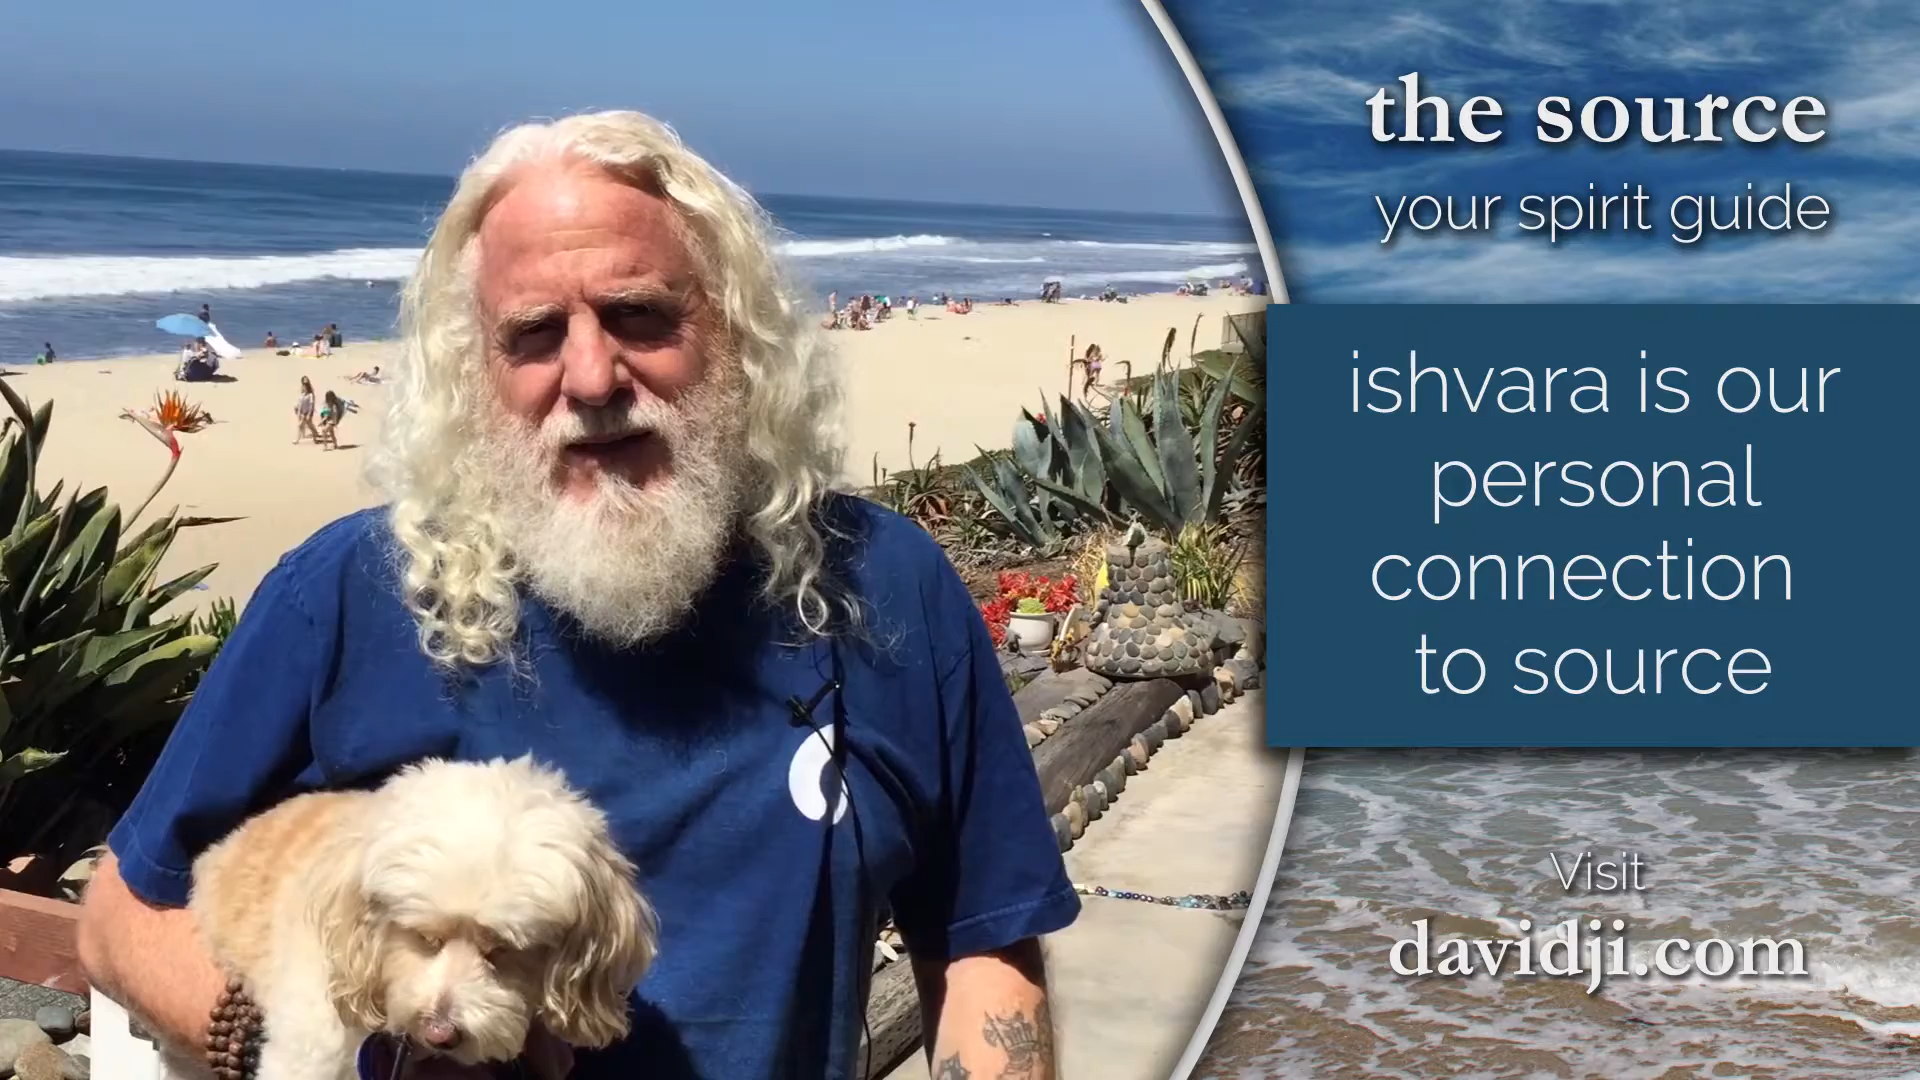 the source
your spirit guide
ishvara is our
personal
connection
to source
Visit
davidji.com